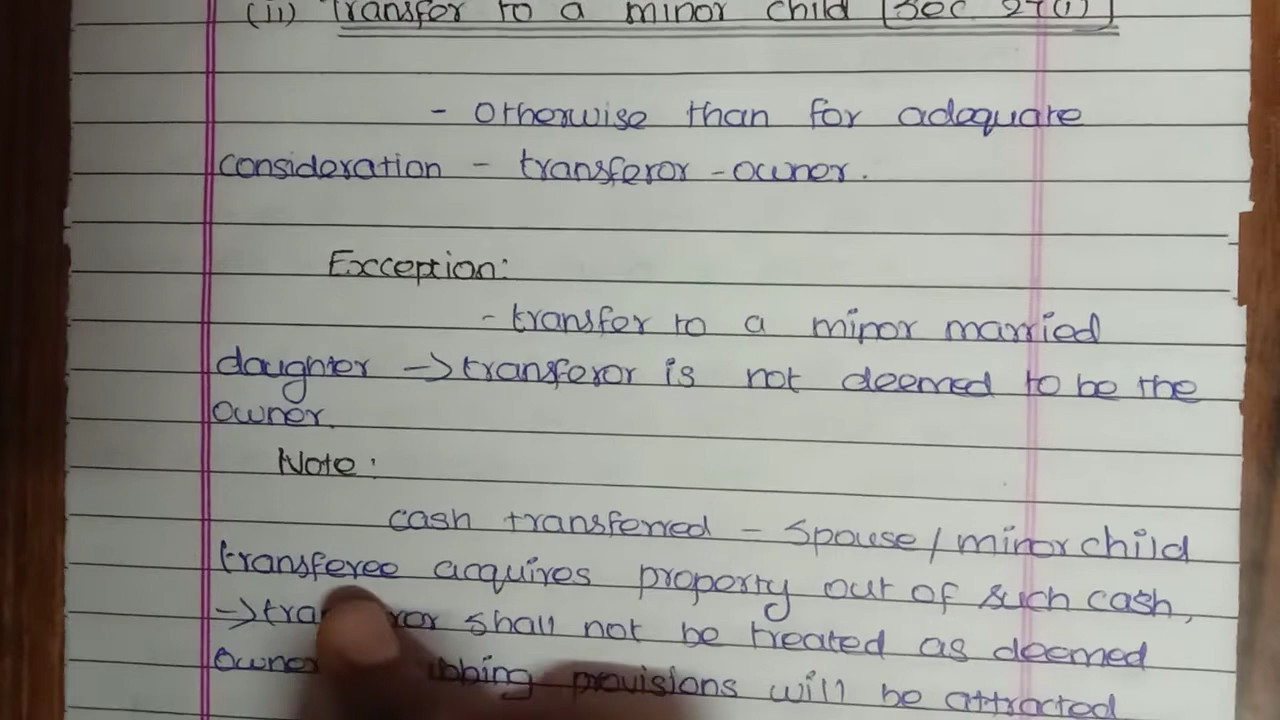 (ii) Transfer to a minor child [Sec 27(i)]
- Otherwise than for adequate
consideration - transferor - owner.
Exception:
- transfer to a minor married
daughter → transferor is not deemed to be the
owner.
Note:
cash transferred - Spouse / minor child
transferee acquires property out of such cash,
→ shall not be treated as deemed
owner provisions will be attracted